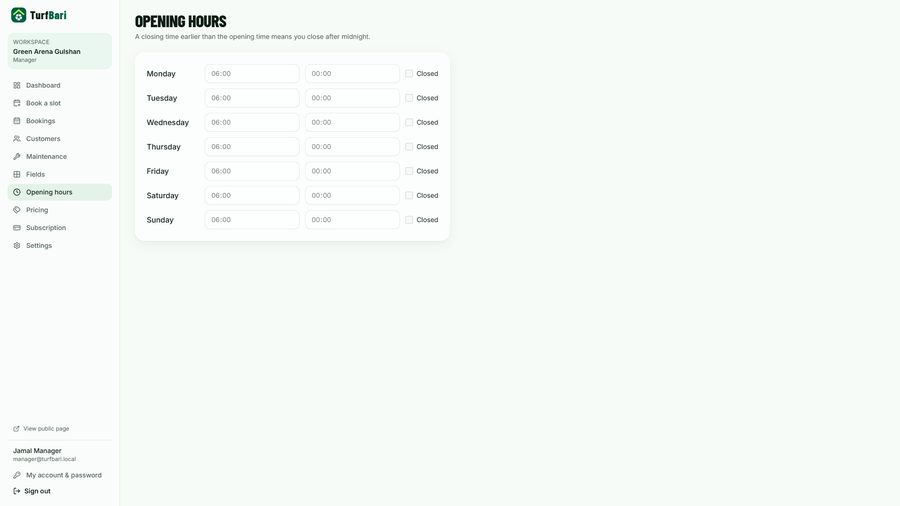 TurfBari
WORKSPACE
Green Arena Gulshan
Manager
Dashboard
Book a slot
Bookings
Customers
Maintenance
Fields
Opening hours
Pricing
Subscription
Settings
View public page
Jamal Manager
manager@turfbari.local
My account & password
Sign out
OPENING HOURS
A closing time earlier than the opening time means you close after midnight.
Monday 06:00 00:00 Closed
Tuesday 06:00 00:00 Closed
Wednesday 06:00 00:00 Closed
Thursday 06:00 00:00 Closed
Friday 06:00 00:00 Closed
Saturday 06:00 00:00 Closed
Sunday 06:00 00:00 Closed